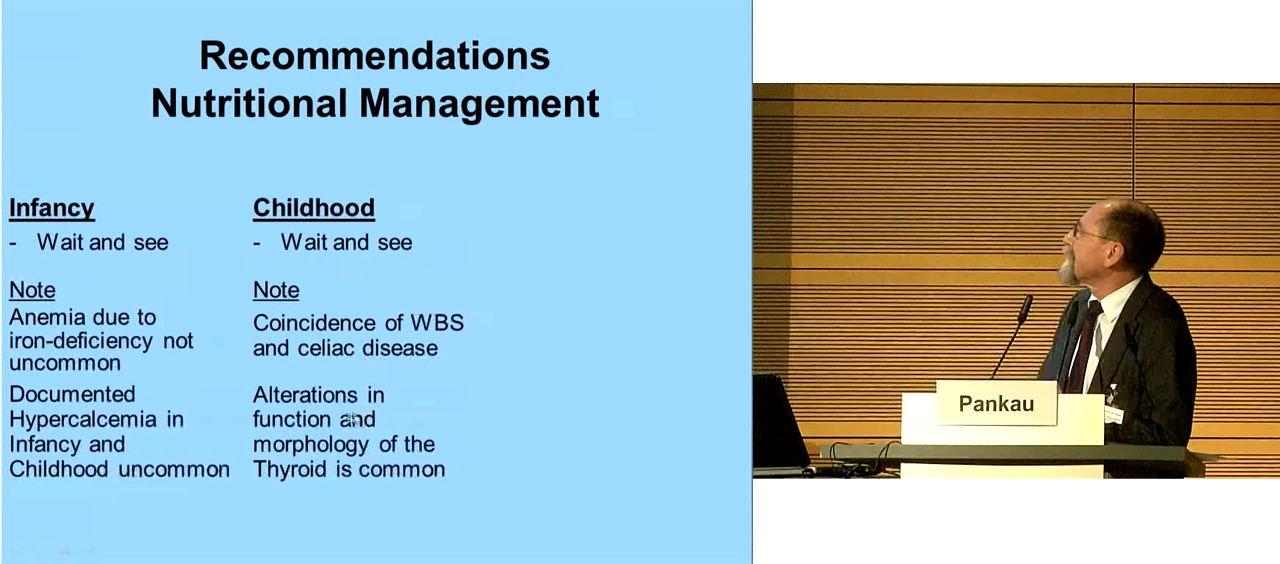 Recommendations
Nutritional Management
Infancy
- Wait and see
Note
Anemia due to
iron-deficiency not
uncommon
Documented
Hypercalcemia in
Infancy and
Childhood uncommon
Childhood
- Wait and see
Note
Coincidence of WBS
and celiac disease
Alterations in
function and
morphology of the
Thyroid is common
Pankau